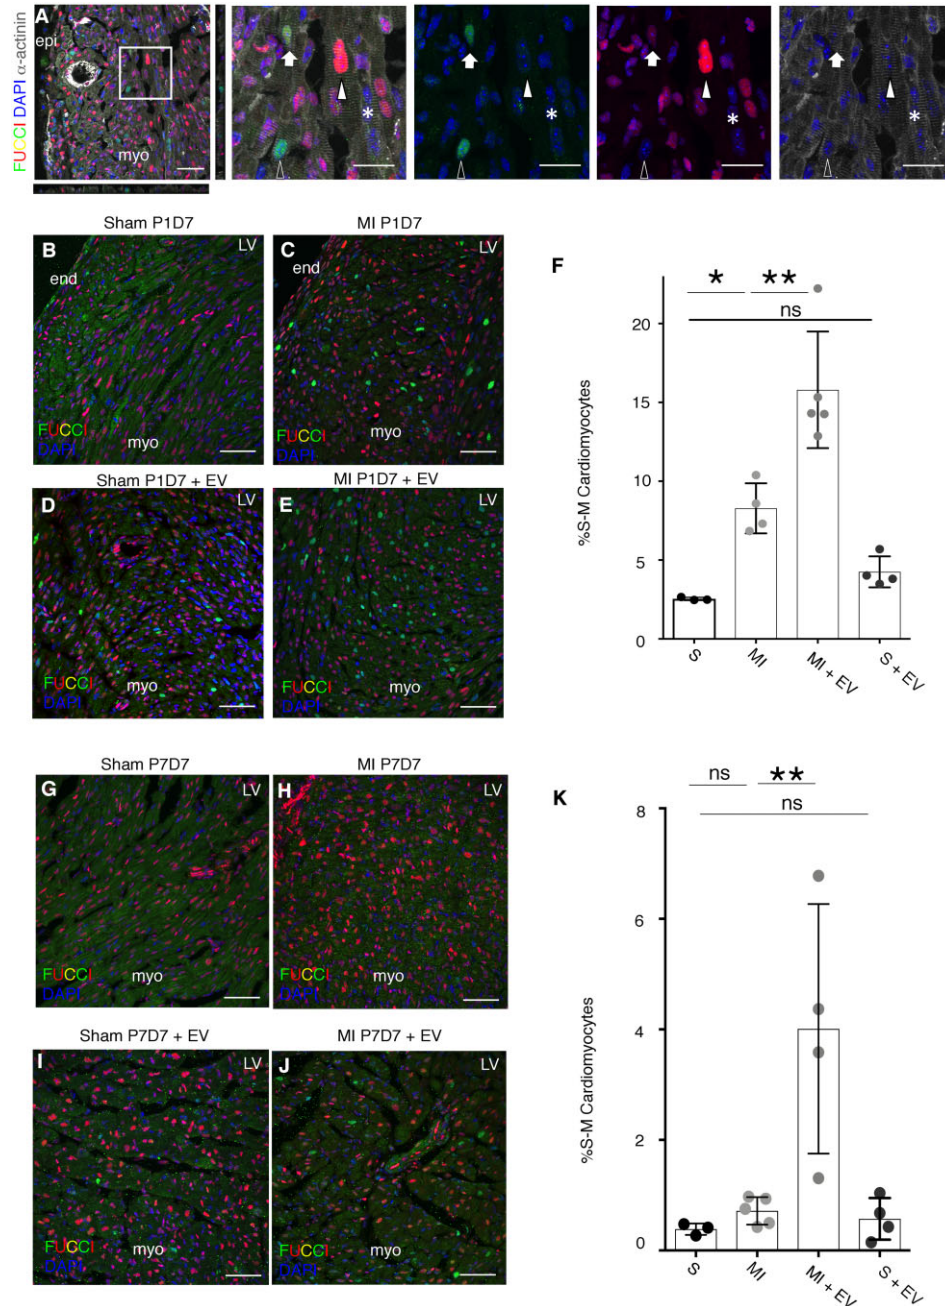 A
FUCCI DAPI α-actinin
epi
myo
*
*
*
*
Sham P1D7
B
LV
end
FUCCI
myo
DAPI
MI P1D7
C
LV
end
FUCCI
myo
DAPI
Sham P1D7 + EV
D
LV
FUCCI
myo
DAPI
MI P1D7 + EV
E
LV
FUCCI
myo
DAPI
F
* **
ns
%S-M Cardiomyocytes
20
15
10
5
0
S
MI
MI + EV
S + EV
Sham P7D7
G
LV
FUCCI
myo
DAPI
MI P7D7
H
LV
FUCCI
myo
DAPI
Sham P7D7 + EV
I
LV
FUCCI
myo
DAPI
MI P7D7 + EV
J
LV
FUCCI
myo
DAPI
K
ns **
ns
%S-M Cardiomyocytes
8
6
4
2
0
S
MI
MI + EV
S + EV